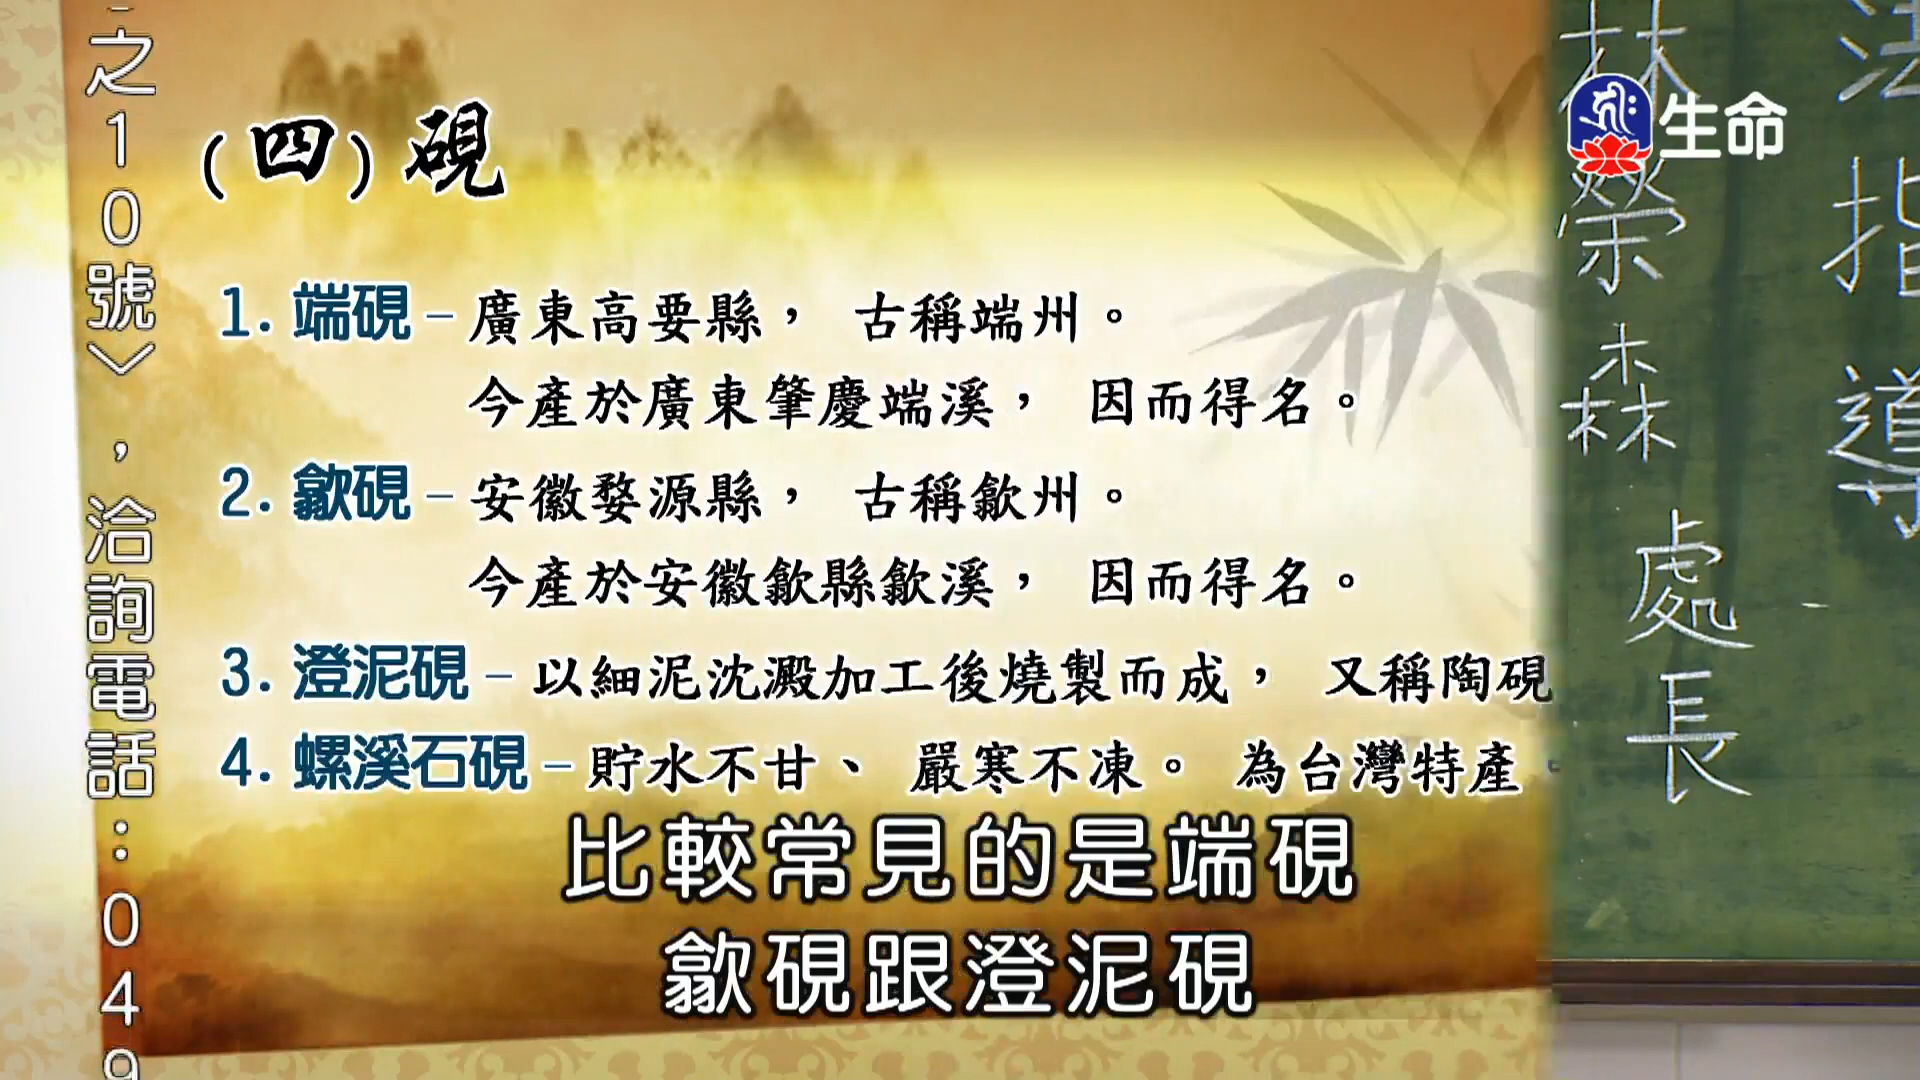 (四)硯
1. 端硯－廣東高要縣， 古稱端州。
今產於廣東肇慶端溪， 因而得名。
2. 歙硯－安徽婺源縣， 古稱歙州。
今產於安徽歙縣歙溪， 因而得名。
3. 澄泥硯－以細泥沈澱加工後燒製而成， 又稱陶硯
4. 螺溪石硯－貯水不甘、 嚴寒不凍。 為台灣特產
比較常見的是端硯
歙硯跟澄泥硯
之10號〉，洽詢電話：049
生命
法指導
林榮森 處長